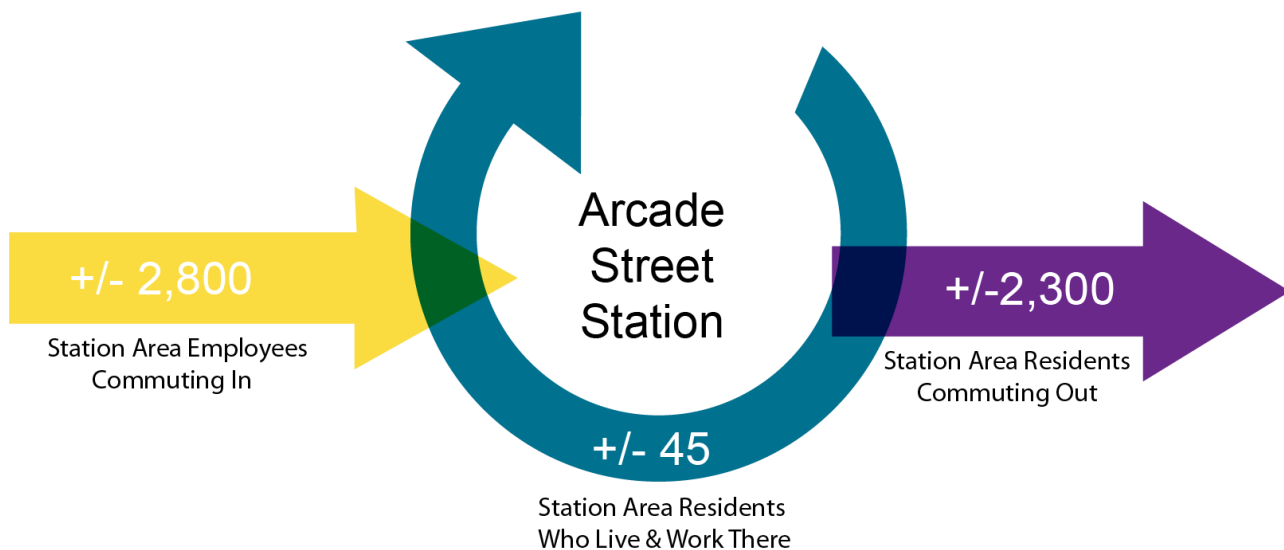 Arcade
Street
Station
+/- 2,800
Station Area Employees
Commuting In
+/-2,300
Station Area Residents
Commuting Out
+/- 45
Station Area Residents
Who Live & Work There